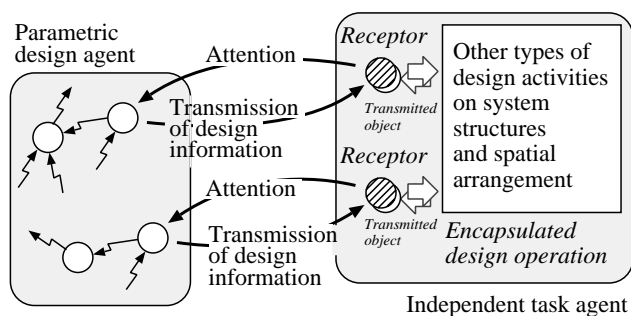 Parametric
design agent
Attention
Transmission
of design
information
Attention
Transmission
of design
information
Receptor
Transmitted
object
Receptor
Transmitted
object
Other types of
design activities
on system
structures
and spatial
arrangement
Encapsulated
design operation
Independent task agent